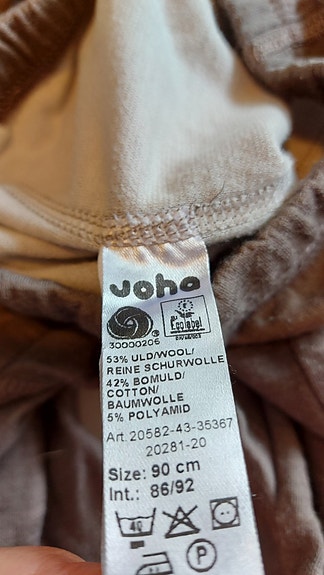 Joha
Ecolabel
30000206
53% ULD/WOOL/
REINE SCHURWOLLE
42% BOMULD/
COTTON/
BAUMWOLLE
5% POLYAMID
Art. 20582-43-35367
20281-20
Size: 90 cm
Int.: 86/92
40
P